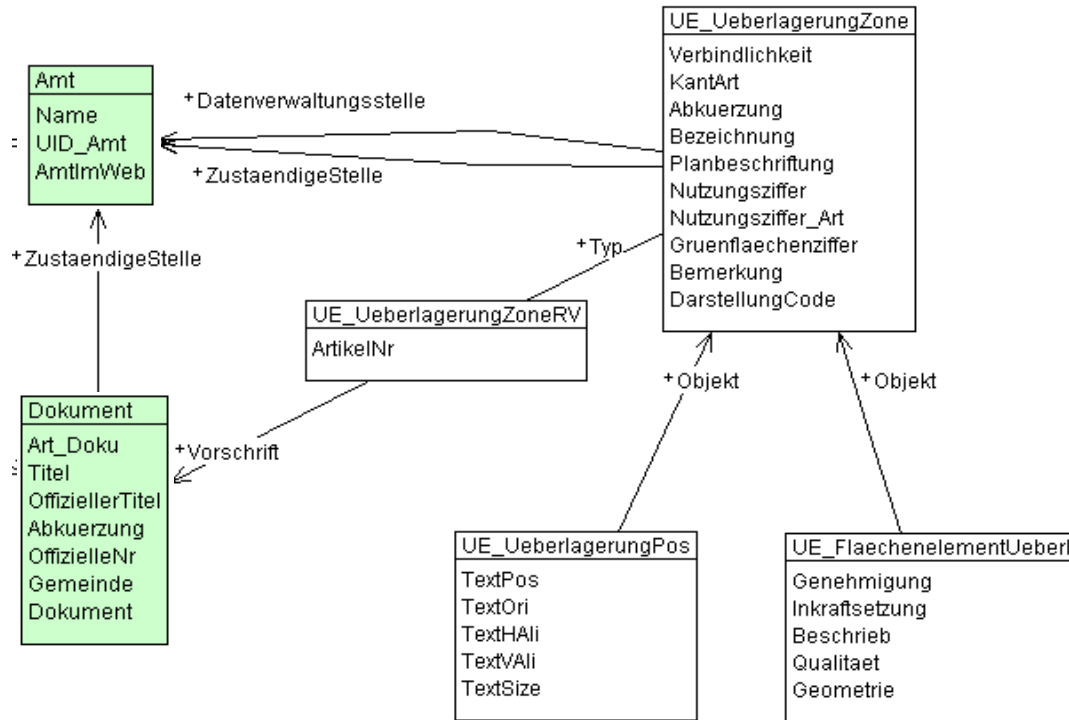 UE_UeberlagerungZone
Verbindlichkeit
KantArt
Abkuerzung
Bezeichnung
Planbeschriftung
Nutzungsziffer
Nutzungsziffer_Art
Gruenflaechenziffer
Bemerkung
DarstellungCode
Amt
Name
UID_Amt
AmtImWeb
+Datenverwaltungsstelle
+ZustaendigeStelle
+ZustaendigeStelle
+Typ
UE_UeberlagerungZoneRV
ArtikelNr
+Objekt
+Objekt
Dokument
Art_Doku
Titel
OffiziellerTitel
Abkuerzung
OffizielleNr
Gemeinde
Dokument
+Vorschrift
UE_UeberlagerungPos
TextPos
TextOri
TextHAli
TextVAli
TextSize
Genehmigung
Inkraftsetzung
Beschrieb
Qualitaet
Geometrie